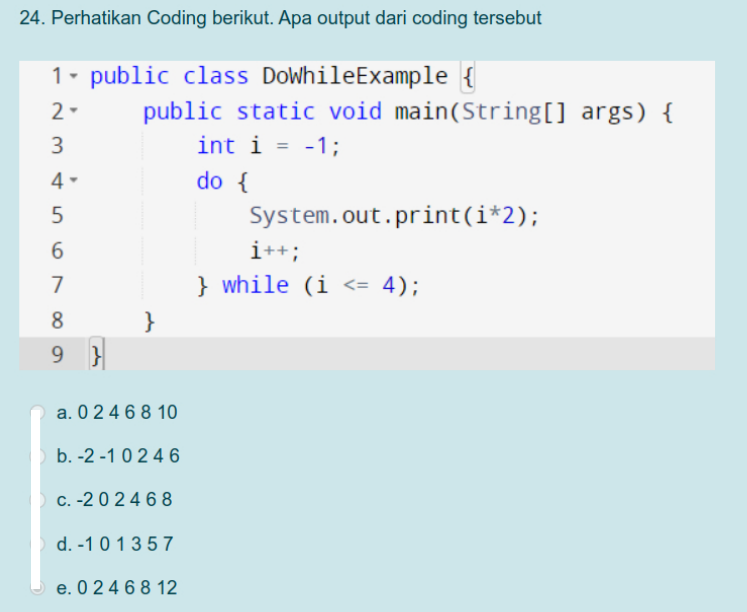 24. Perhatikan Coding berikut. Apa output dari coding tersebut
1 public class DoWhileExample {
2 public static void main(String[] args) {
3 int i = -1;
4 do {
5 System.out.print(i*2);
6 i++;
7 } while (i <= 4);
8 }
9 }
a. 0 2 4 6 8 10
b. -2 -1 0 2 4 6
c. -2 0 2 4 6 8
d. -1 0 1 3 5 7
e. 0 2 4 6 8 12